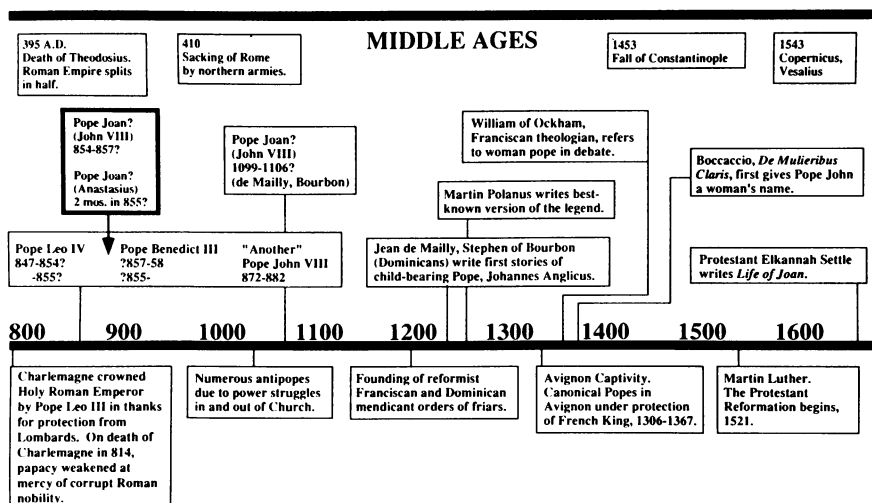 MIDDLE AGES
395 A.D.
Death of Theodosius.
Roman Empire splits
in half.
410
Sacking of Rome
by northern armies.
1453
Fall of Constantinople
1543
Copernicus,
Vesalius
Pope Joan?
(John VIII)
854-857?
Pope Joan?
(Anastasius)
2 mos. in 855?
Pope Joan?
(John VIII)
1099-1106?
(de Mailly, Bourbon)
William of Ockham,
Franciscan theologian, refers
to woman pope in debate.
Boccaccio, De Mulieribus
Claris, first gives Pope John
a woman's name.
Martin Polanus writes best-
known version of the legend.
Pope Leo IV
847-854?
-855?
Pope Benedict III
?857-58
?855-
"Another"
Pope John VIII
872-882
Jean de Mailly, Stephen of Bourbon
(Dominicans) write first stories of
child-bearing Pope, Johannes Anglicus.
Protestant Elkannah Settle
writes Life of Joan.
800 900 1000 1100 1200 1300 1400 1500 1600
Charlemagne crowned
Holy Roman Emperor
by Pope Leo III in thanks
for protection from
Lombards. On death of
Charlemagne in 814,
papacy weakened at
mercy of corrupt Roman
nobility.
Numerous antipopes
due to power struggles
in and out of Church.
Founding of reformist
Franciscan and Dominican
mendicant orders of friars.
Avignon Captivity.
Canonical Popes in
Avignon under protection
of French King, 1306-1367.
Martin Luther.
The Protestant
Reformation begins,
1521.